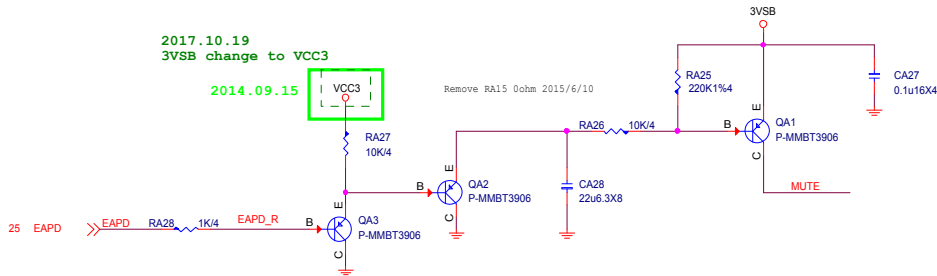 3VSB
2017.10.19
3VSB change to VCC3
2014.09.15
VCC3
Remove RA15 0ohm 2015/6/10
RA25
220K1%4
CA27
0.1u16X4
RA27
10K/4
RA26
10K/4
E
B
QA1
P-MMBT3906
C
E
B
QA2
P-MMBT3906
C
CA28
22u6.3X8
MUTE
25
EAPD
EAPD
RA28
1K/4
EAPD_R
E
B
QA3
P-MMBT3906
C